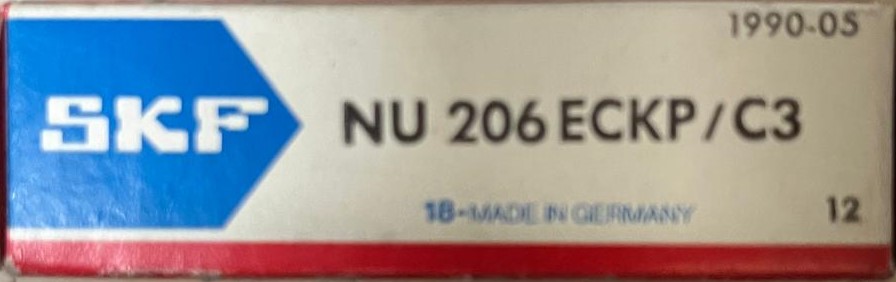 1990-05
SKF
NU 206 ECKP/C3
18-MADE IN GERMANY
12